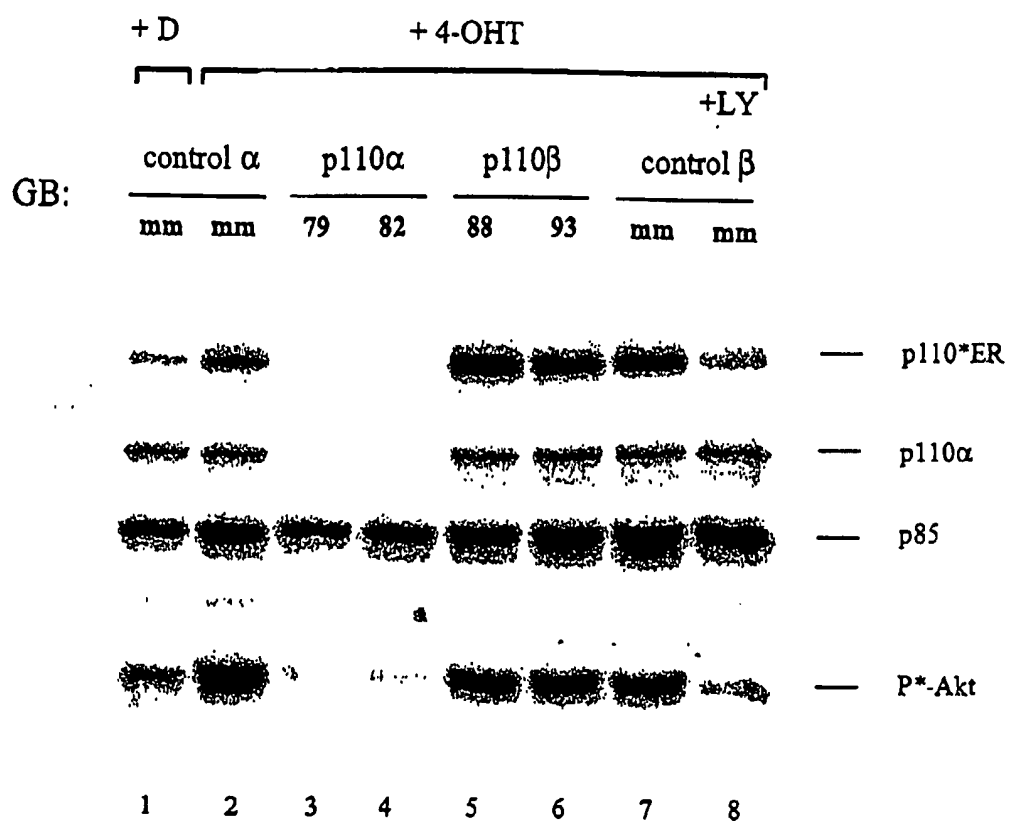 + D + 4-OHT
+LY
control α p110α p110β control β
GB:
mm mm 79 82 88 93 mm mm
p110*ER
p110α
p85
P*-Akt
1 2 3 4 5 6 7 8